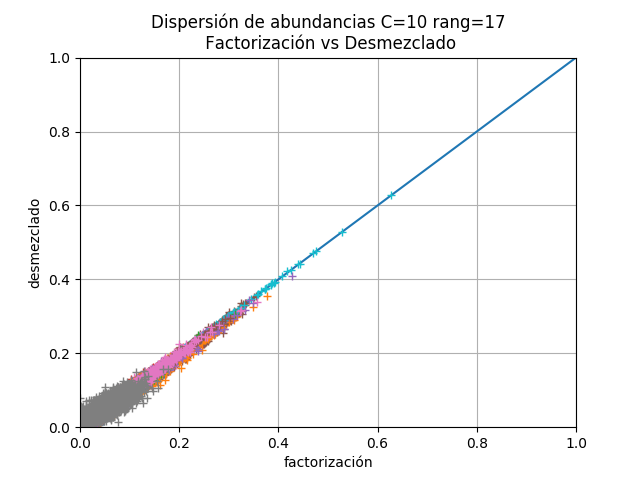 Dispersión de abundancias C=10 rang=17
Factorización vs Desmezclado
1.0
0.8
0.6
0.4
0.2
0.0
desmezclado
0.0 0.2 0.4 0.6 0.8 1.0
factorización